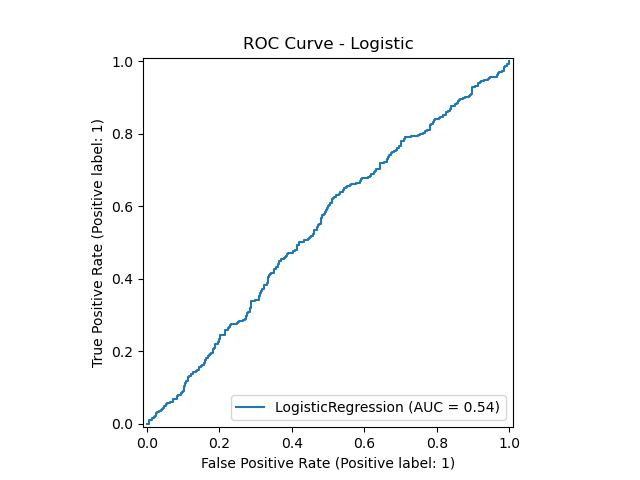 ROC Curve - Logistic
1.0
0.8
0.6
0.4
0.2
0.0
True Positive Rate (Positive label: 1)
LogisticRegression (AUC = 0.54)
0.0 0.2 0.4 0.6 0.8 1.0
False Positive Rate (Positive label: 1)